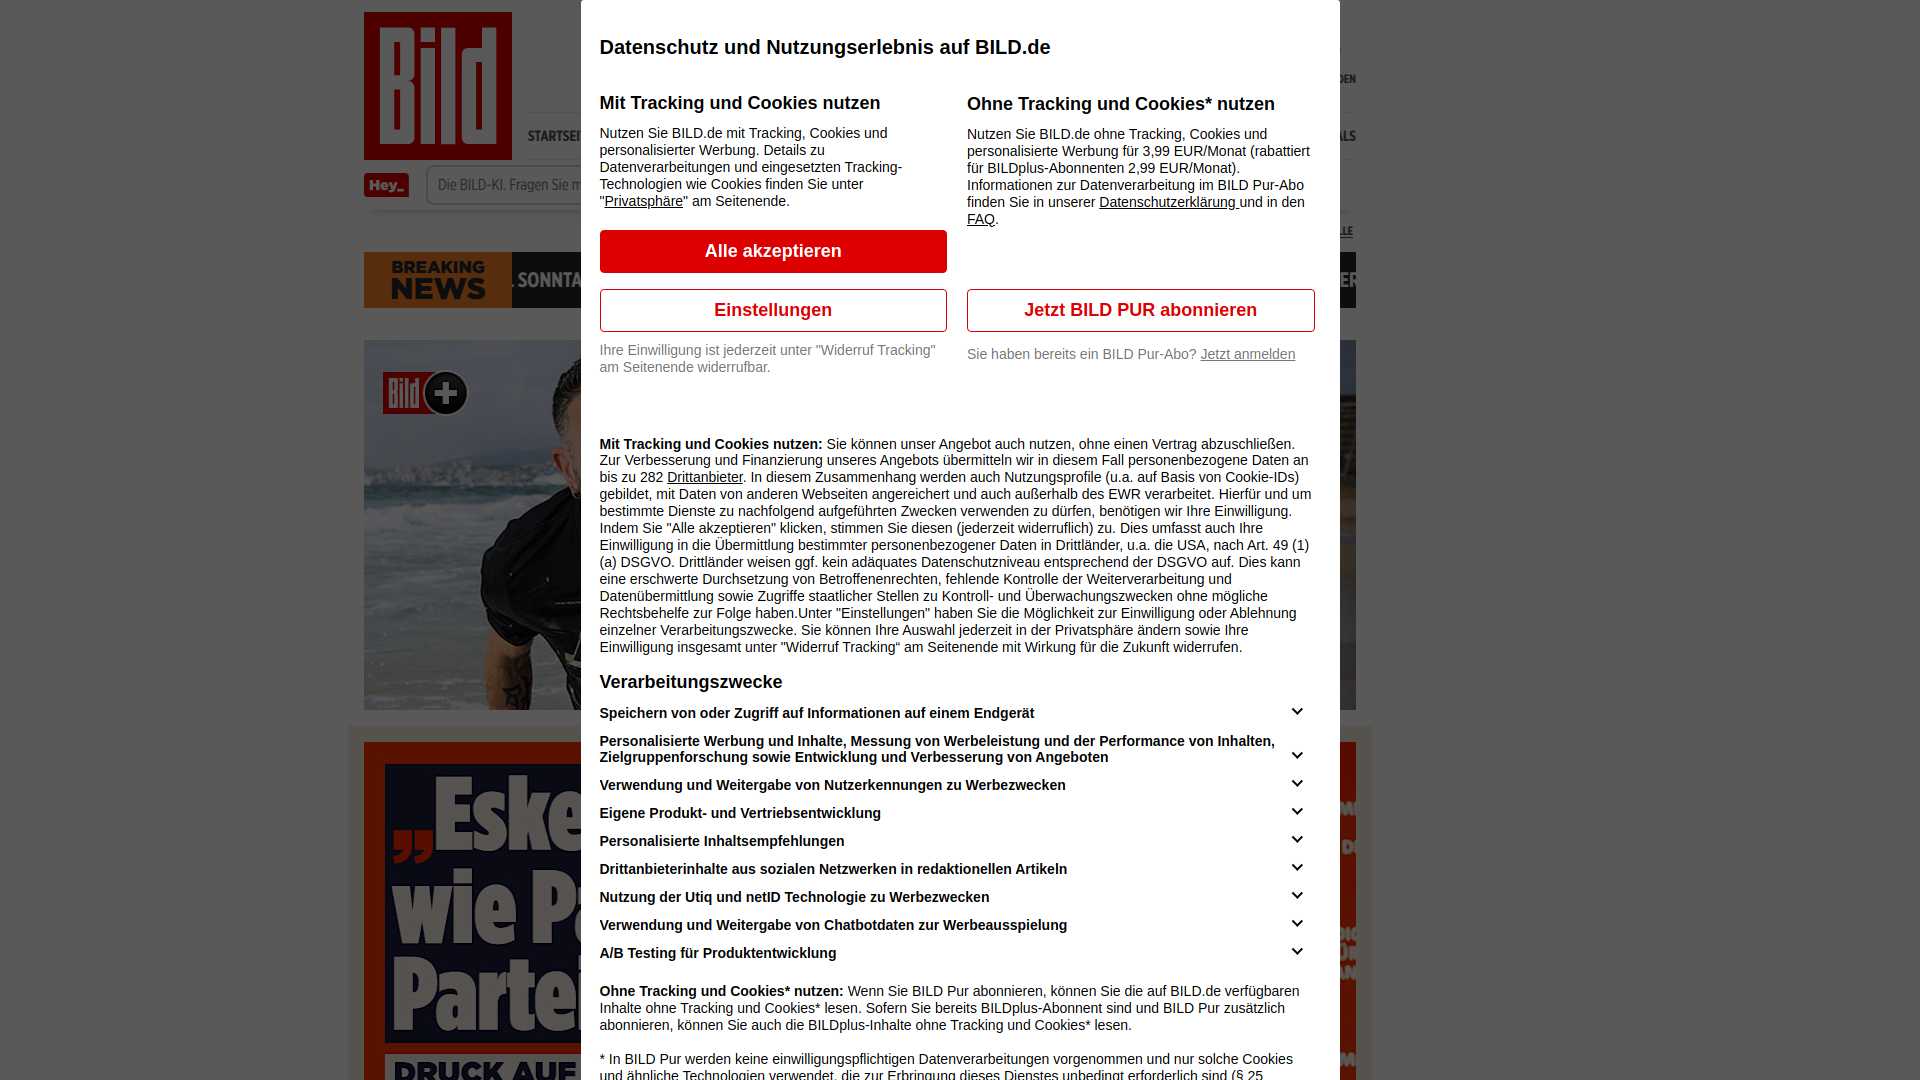 Bild
Datenschutz und Nutzungserlebnis auf BILD.de
Mit Tracking und Cookies nutzen
Nutzen Sie BILD.de mit Tracking, Cookies und
personalisierter Werbung. Details zu
Datenverarbeitungen und eingesetzten Tracking-
Technologien wie Cookies finden Sie unter
"Privatsphäre" am Seitenende.
Alle akzeptieren
Einstellungen
Ihre Einwilligung ist jederzeit unter "Widerruf Tracking"
am Seitenende widerrufbar.
Ohne Tracking und Cookies* nutzen
Nutzen Sie BILD.de ohne Tracking, Cookies und
personalisierte Werbung für 3,99 EUR/Monat (rabattiert
für BILDplus-Abonnenten 2,99 EUR/Monat).
Informationen zur Datenverarbeitung im BILD Pur-Abo
finden Sie in unserer Datenschutzerklärung und in den
FAQ.
Jetzt BILD PUR abonnieren
Sie haben bereits ein BILD Pur-Abo? Jetzt anmelden
Mit Tracking und Cookies nutzen: Sie können unser Angebot auch nutzen, ohne einen Vertrag abzuschließen.
Zur Verbesserung und Finanzierung unseres Angebots übermitteln wir in diesem Fall personenbezogene Daten an
bis zu 282 Drittanbieter. In diesem Zusammenhang werden auch Nutzungsprofile (u.a. auf Basis von Cookie-IDs)
gebildet, mit Daten von anderen Webseiten angereichert und auch außerhalb des EWR verarbeitet. Hierfür und um
bestimmte Dienste zu nachfolgend aufgeführten Zwecken verwenden zu dürfen, benötigen wir Ihre Einwilligung.
Indem Sie "Alle akzeptieren" klicken, stimmen Sie diesen (jederzeit widerruflich) zu. Dies umfasst auch Ihre
Einwilligung in die Übermittlung bestimmter personenbezogener Daten in Drittländer, u.a. die USA, nach Art. 49 (1)
(a) DSGVO. Drittländer weisen ggf. kein adäquates Datenschutzniveau entsprechend der DSGVO auf. Dies kann
eine erschwerte Durchsetzung von Betroffenenrechten, fehlende Kontrolle der Weiterverarbeitung und
Datenübermittlung sowie Zugriffe staatlicher Stellen zu Kontroll- und Überwachungszwecken ohne mögliche
Rechtsbehelfe zur Folge haben.Unter "Einstellungen" haben Sie die Möglichkeit zur Einwilligung oder Ablehnung
einzelner Verarbeitungszwecke. Sie können Ihre Auswahl jederzeit in der Privatsphäre ändern sowie Ihre
Einwilligung insgesamt unter "Widerruf Tracking“ am Seitenende mit Wirkung für die Zukunft widerrufen.
Verarbeitungszwecke
Speichern von oder Zugriff auf Informationen auf einem Endgerät
Personalisierte Werbung und Inhalte, Messung von Werbeleistung und der Performance von Inhalten,
Zielgruppenforschung sowie Entwicklung und Verbesserung von Angeboten
Verwendung und Weitergabe von Nutzerkennungen zu Werbezwecken
Eigene Produkt- und Vertriebsentwicklung
Personalisierte Inhaltsempfehlungen
Drittanbieterinhalte aus sozialen Netzwerken in redaktionellen Artikeln
Nutzung der Utiq und netID Technologie zu Werbezwecken
Verwendung und Weitergabe von Chatbotdaten zur Werbeausspielung
A/B Testing für Produktentwicklung
Ohne Tracking und Cookies* nutzen: Wenn Sie BILD Pur abonnieren, können Sie die auf BILD.de verfügbaren
Inhalte ohne Tracking und Cookies* lesen. Sofern Sie bereits BILDplus-Abonnent sind und BILD Pur zusätzlich
abonnieren, können Sie auch die BILDplus-Inhalte ohne Tracking und Cookies* lesen.
* In BILD Pur werden keine einwilligungspflichtigen Datenverarbeitungen vorgenommen und nur solche Cookies
und ähnliche Technologien verwendet, die zur Erbringung dieses Dienstes unbedingt erforderlich sind (§ 25
STARTSEI
Hey_
Die BILD-KI. Fragen Sie m
BREAKING
NEWS
SONNTA
Bild +
„Eske
wie Pa
Partei
DRUCK AUF